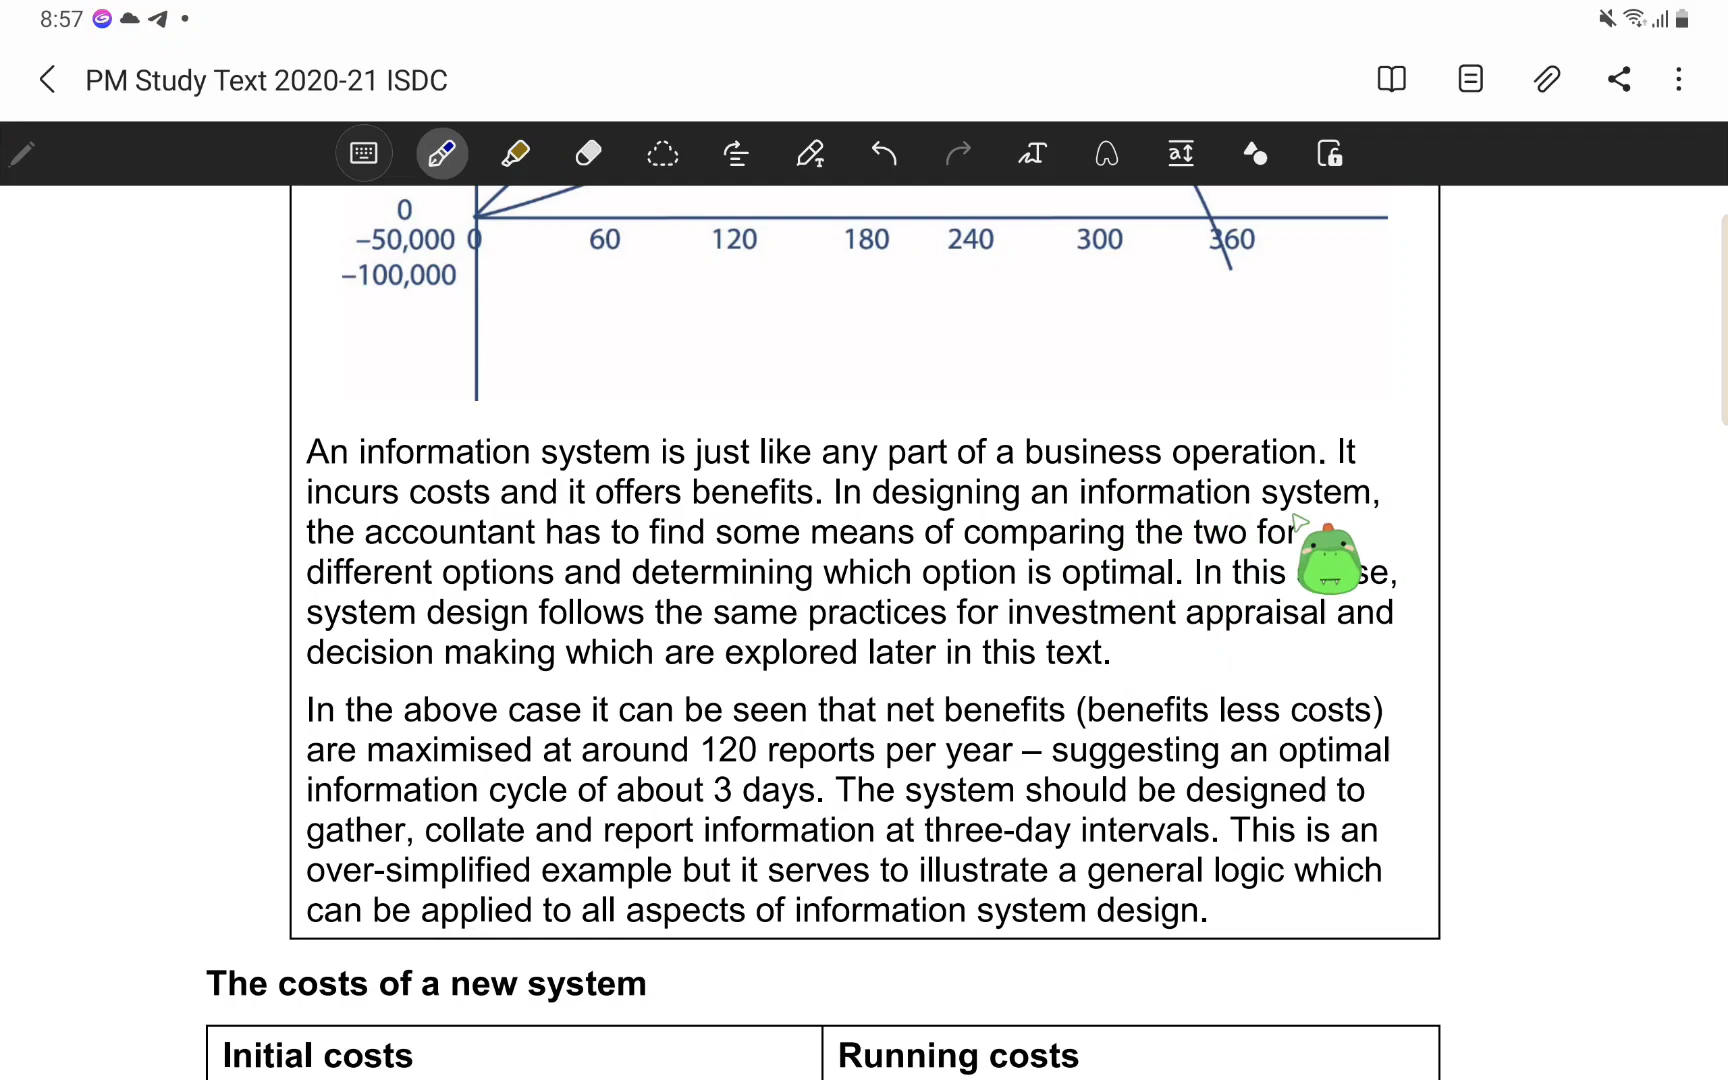 8:57
PM Study Text 2020-21 ISDC
0
–50,000 0 60 120 180 240 300 360
–100,000
An information system is just like any part of a business operation. It
incurs costs and it offers benefits. In designing an information system,
the accountant has to find some means of comparing the two for
different options and determining which option is optimal. In this
system design follows the same practices for investment appraisal and
decision making which are explored later in this text.
In the above case it can be seen that net benefits (benefits less costs)
are maximised at around 120 reports per year – suggesting an optimal
information cycle of about 3 days. The system should be designed to
gather, collate and report information at three-day intervals. This is an
over-simplified example but it serves to illustrate a general logic which
can be applied to all aspects of information system design.
The costs of a new system
Initial costs Running costs